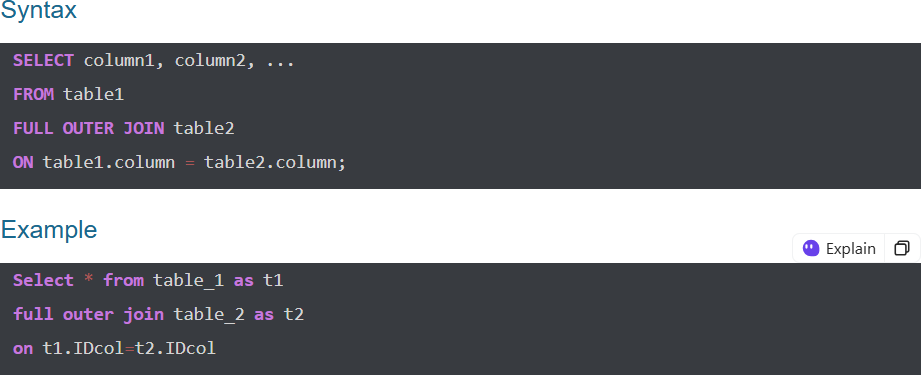 Syntax
SELECT column1, column2, ...
FROM table1
FULL OUTER JOIN table2
ON table1.column = table2.column;
Example
Explain
Select * from table_1 as t1
full outer join table_2 as t2
on t1.IDcol=t2.IDcol